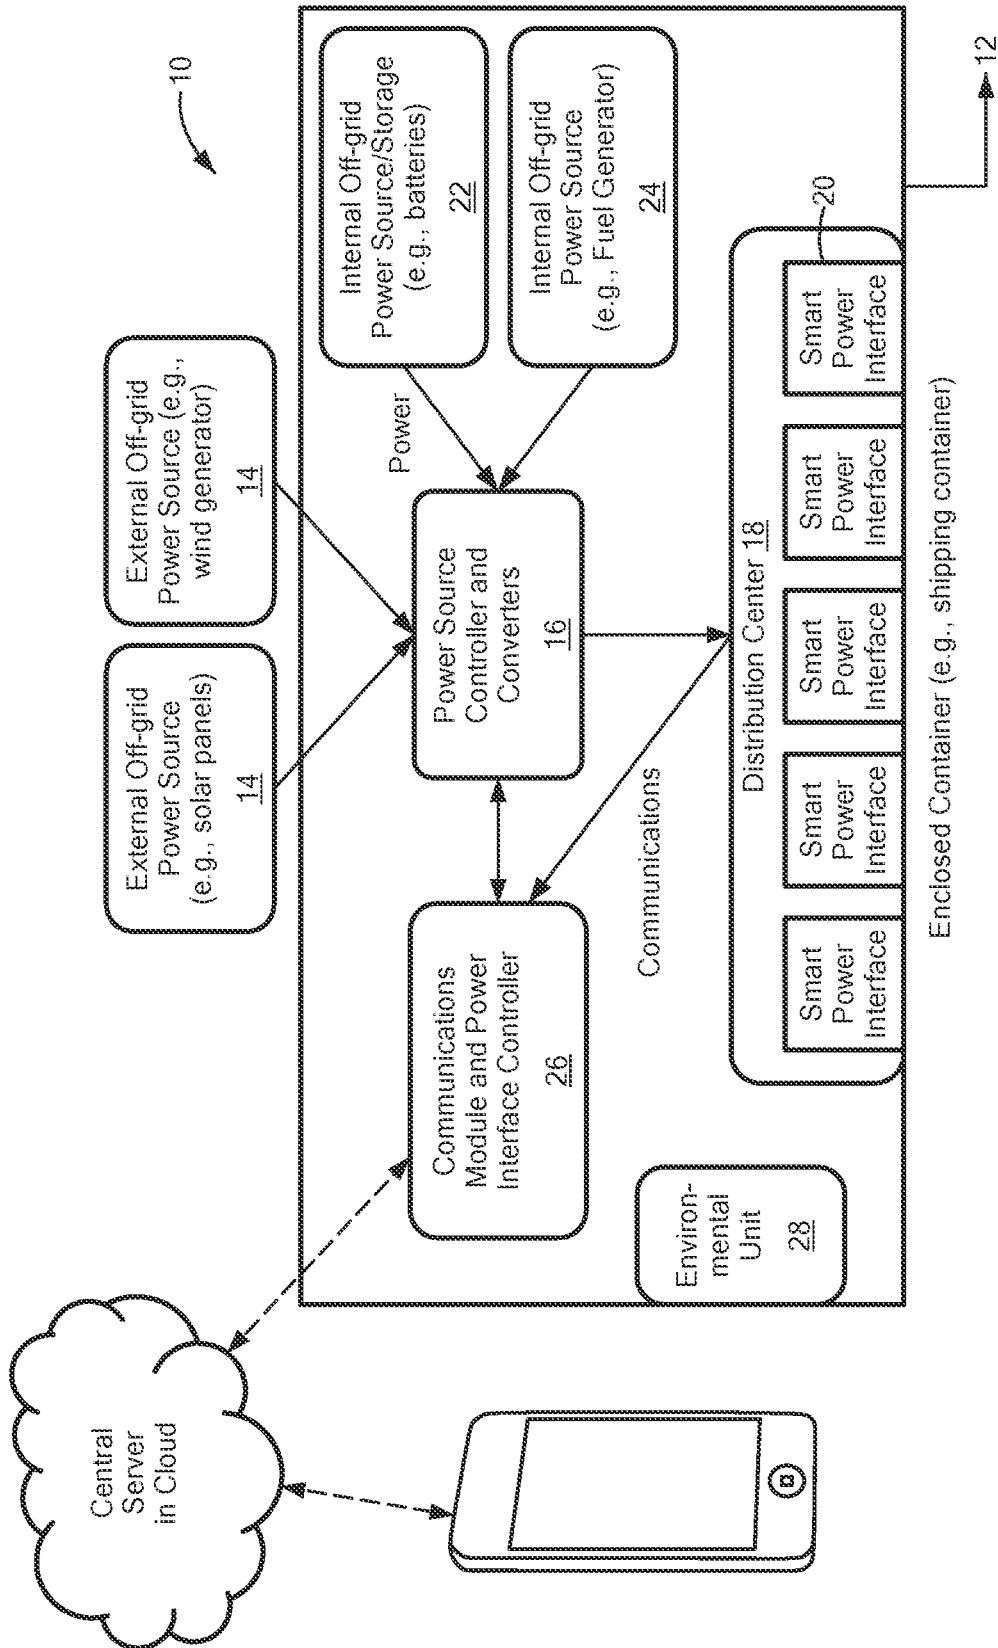 10
Central
Server
in Cloud
External Off-grid
Power Source
(e.g., solar panels)
14
External Off-grid
Power Source (e.g.,
wind generator)
14
Communications
Module and Power
Interface Controller
26
Power Source
Controller and
Converters
16
Power
Internal Off-grid
Power Source/Storage
(e.g., batteries)
22
Internal Off-grid
Power Source
(e.g., Fuel Generator)
24
Communications
Environ-
mental
Unit
28
Distribution Center 18
Smart
Power
Interface
Smart
Power
Interface
Smart
Power
Interface
Smart
Power
Interface
Smart
Power
Interface
20
Enclosed Container (e.g., shipping container)
12